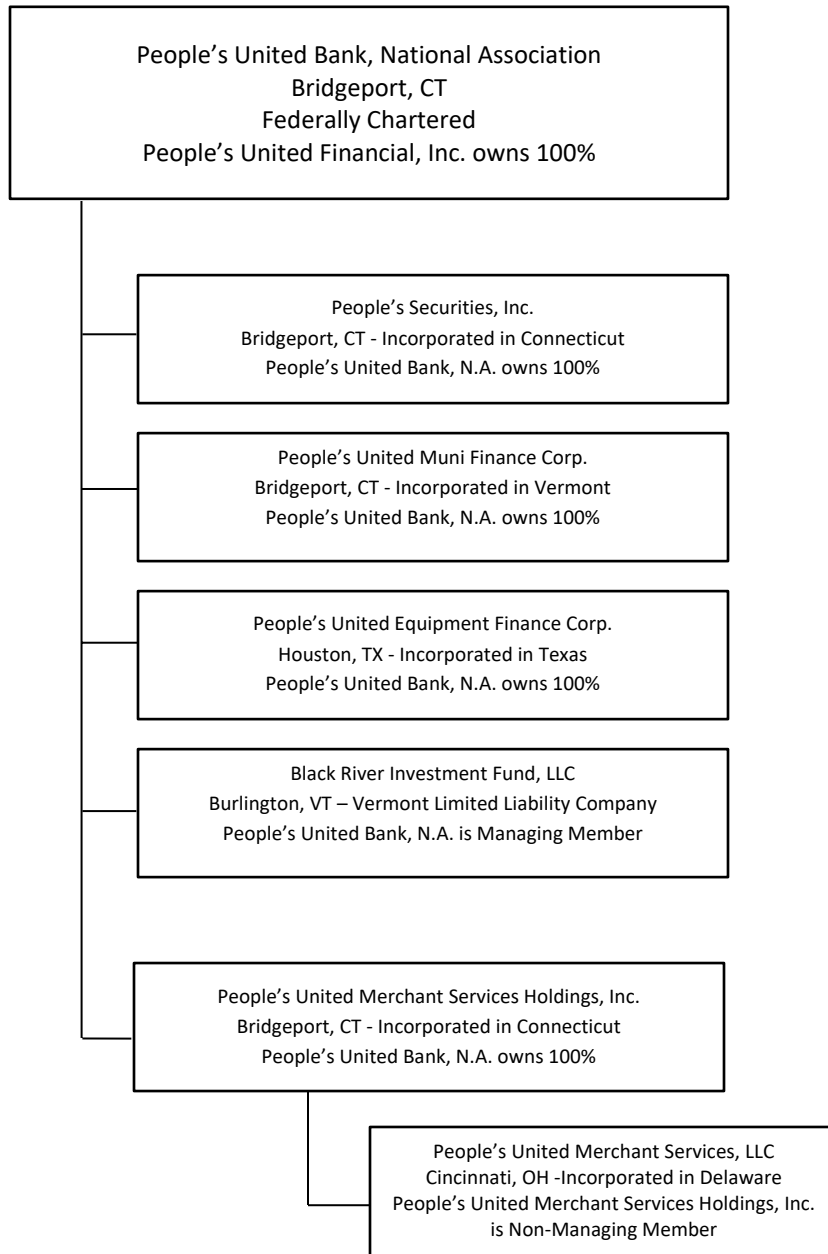 People’s United Bank, National Association
Bridgeport, CT
Federally Chartered
People’s United Financial, Inc. owns 100%
People’s Securities, Inc.
Bridgeport, CT - Incorporated in Connecticut
People’s United Bank, N.A. owns 100%
People’s United Muni Finance Corp.
Bridgeport, CT - Incorporated in Vermont
People’s United Bank, N.A. owns 100%
People’s United Equipment Finance Corp.
Houston, TX - Incorporated in Texas
People’s United Bank, N.A. owns 100%
Black River Investment Fund, LLC
Burlington, VT – Vermont Limited Liability Company
People’s United Bank, N.A. is Managing Member
People’s United Merchant Services Holdings, Inc.
Bridgeport, CT - Incorporated in Connecticut
People’s United Bank, N.A. owns 100%
People’s United Merchant Services, LLC
Cincinnati, OH -Incorporated in Delaware
People’s United Merchant Services Holdings, Inc.
is Non-Managing Member